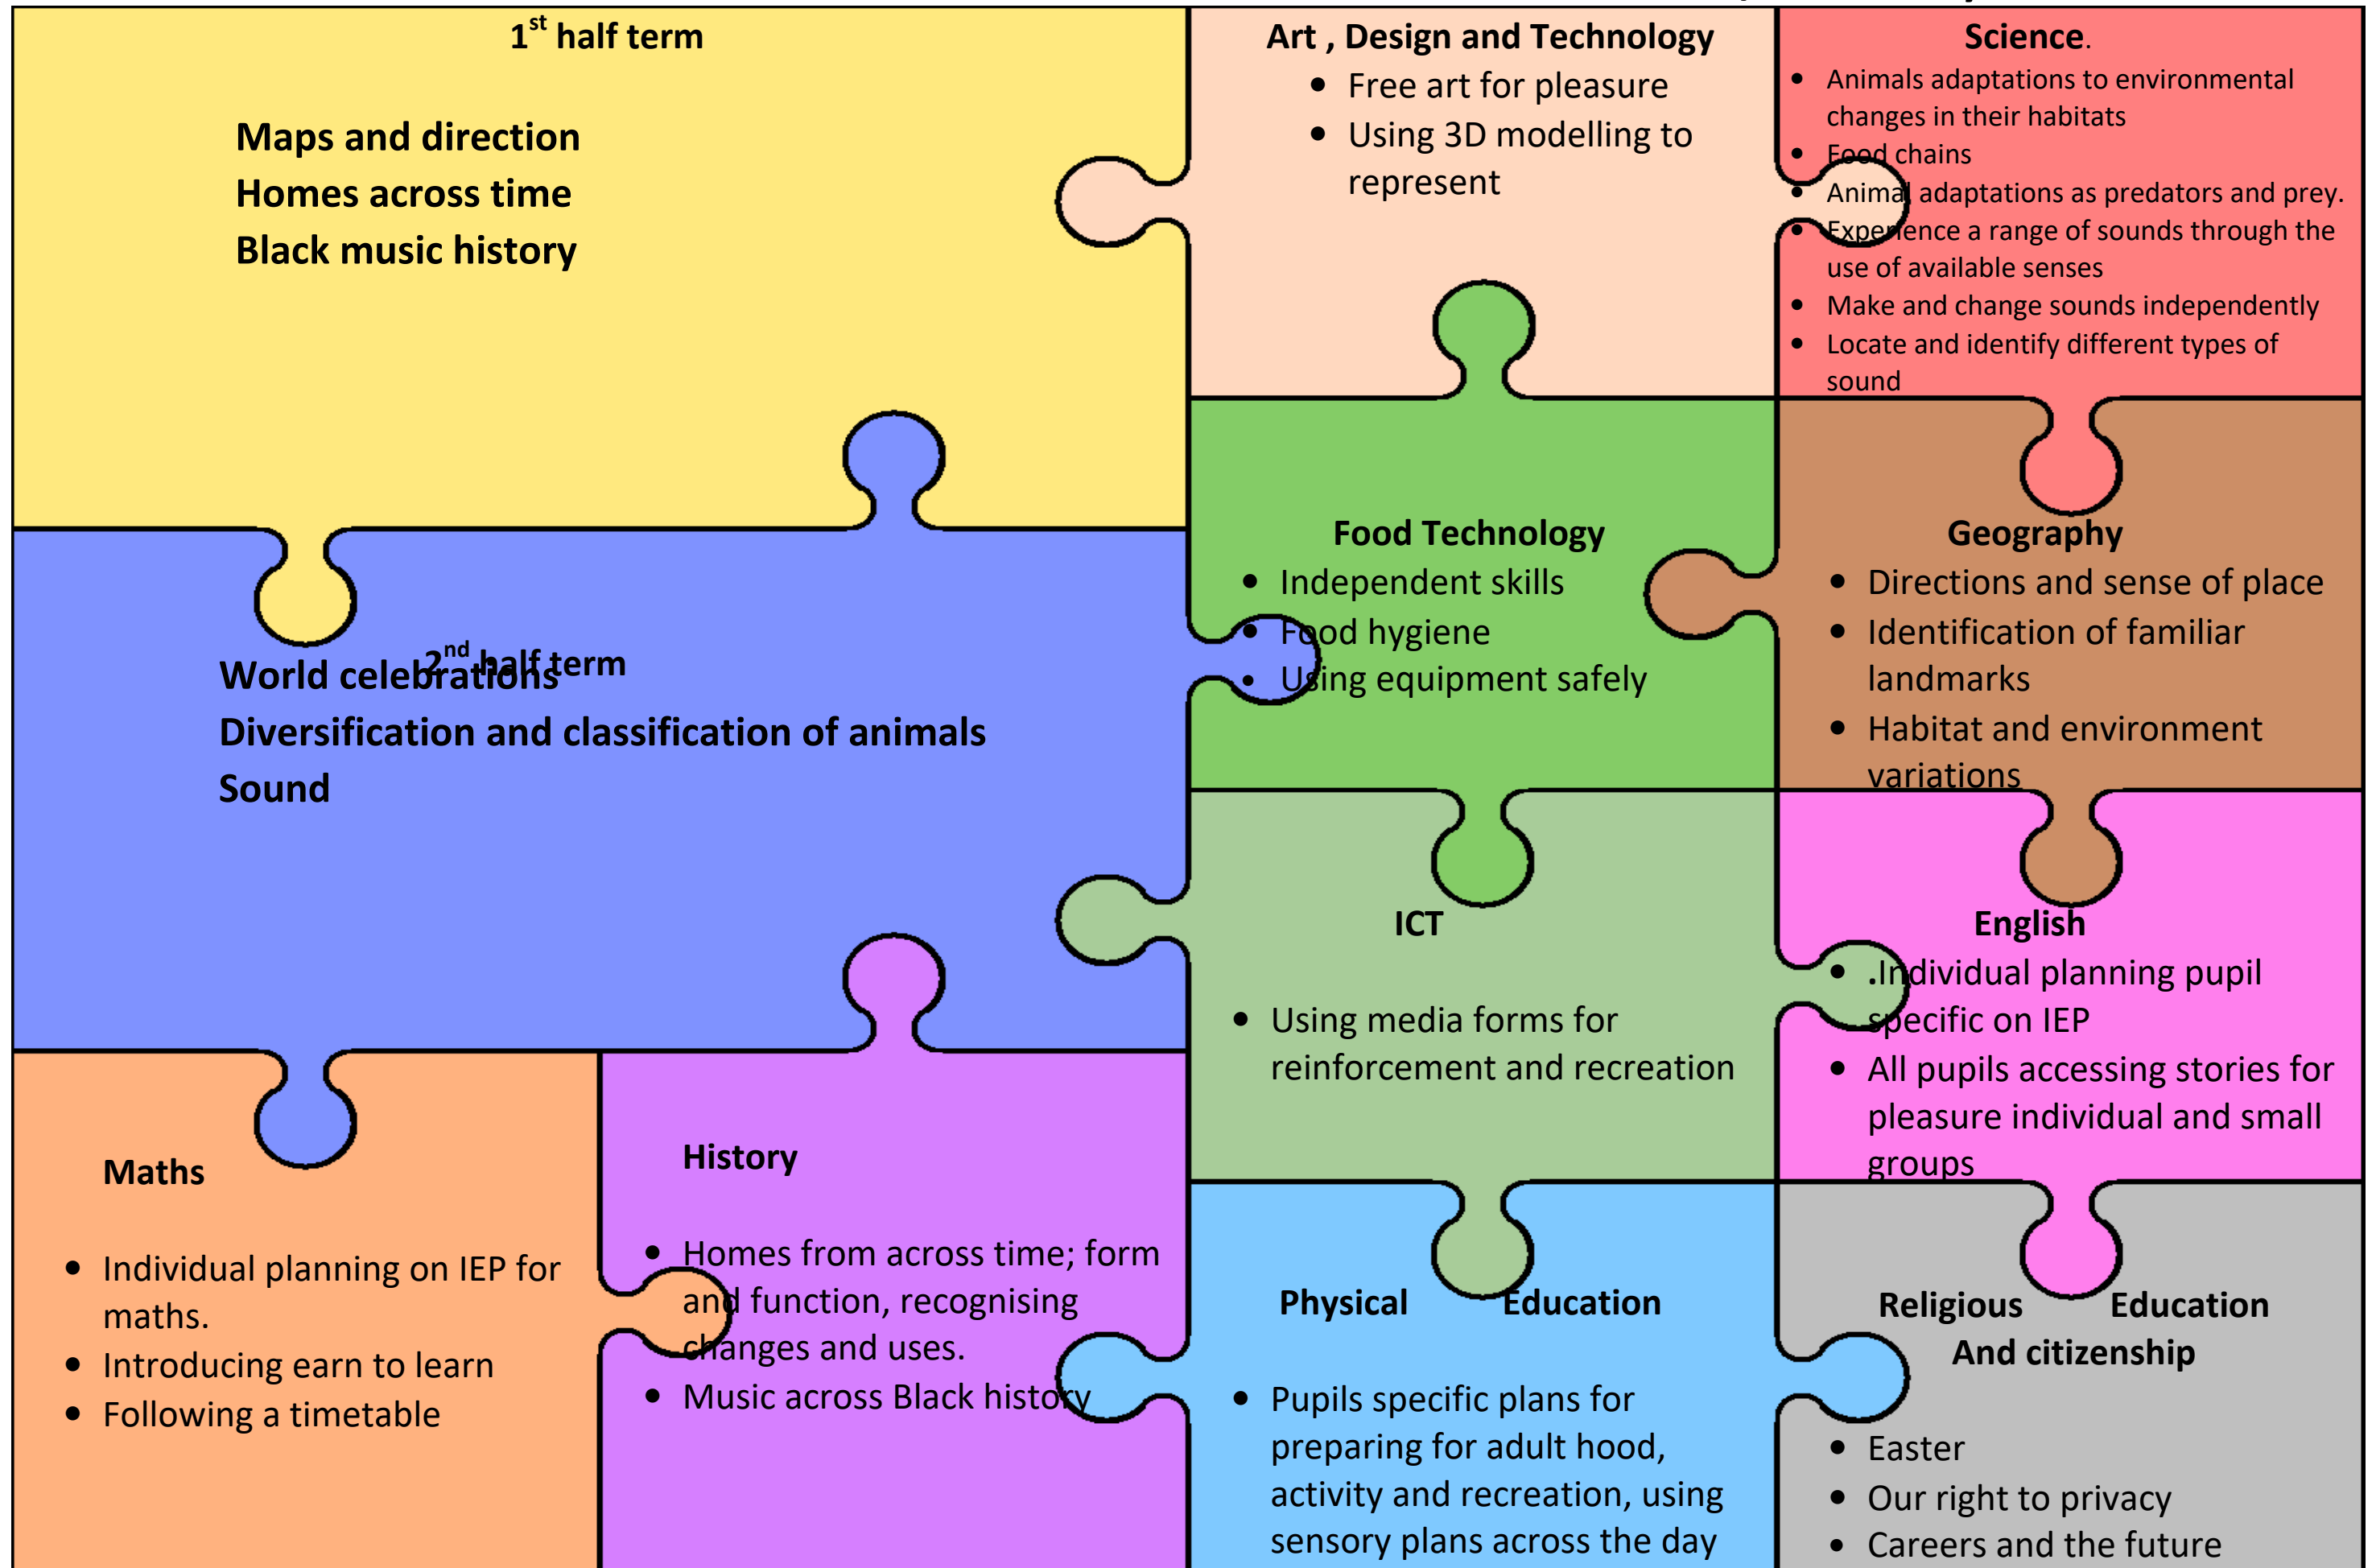 1st half term
Maps and direction
Homes across time
Black music history
Art , Design and Technology
• Free art for pleasure
• Using 3D modelling to
represent
Science.
• Animals adaptations to environmental
changes in their habitats
• Food chains
• Animal adaptations as predators and prey.
• Experience a range of sounds through the
use of available senses
• Make and change sounds independently
• Locate and identify different types of
sound
2nd half term
World celebrations
Diversification and classification of animals
Sound
Food Technology
• Independent skills
• Food hygiene
• Using equipment safely
Geography
• Directions and sense of place
• Identification of familiar
landmarks
• Habitat and environment
variations
ICT
• Using media forms for
reinforcement and recreation
English
• .Individual planning pupil
specific on IEP
• All pupils accessing stories for
pleasure individual and small
groups
Maths
• Individual planning on IEP for
maths.
• Introducing earn to learn
• Following a timetable
History
• Homes from across time; form
and function, recognising
changes and uses.
• Music across Black history
Physical Education
• Pupils specific plans for
preparing for adult hood,
activity and recreation, using
sensory plans across the day
Religious Education
And citizenship
• Easter
• Our right to privacy
• Careers and the future